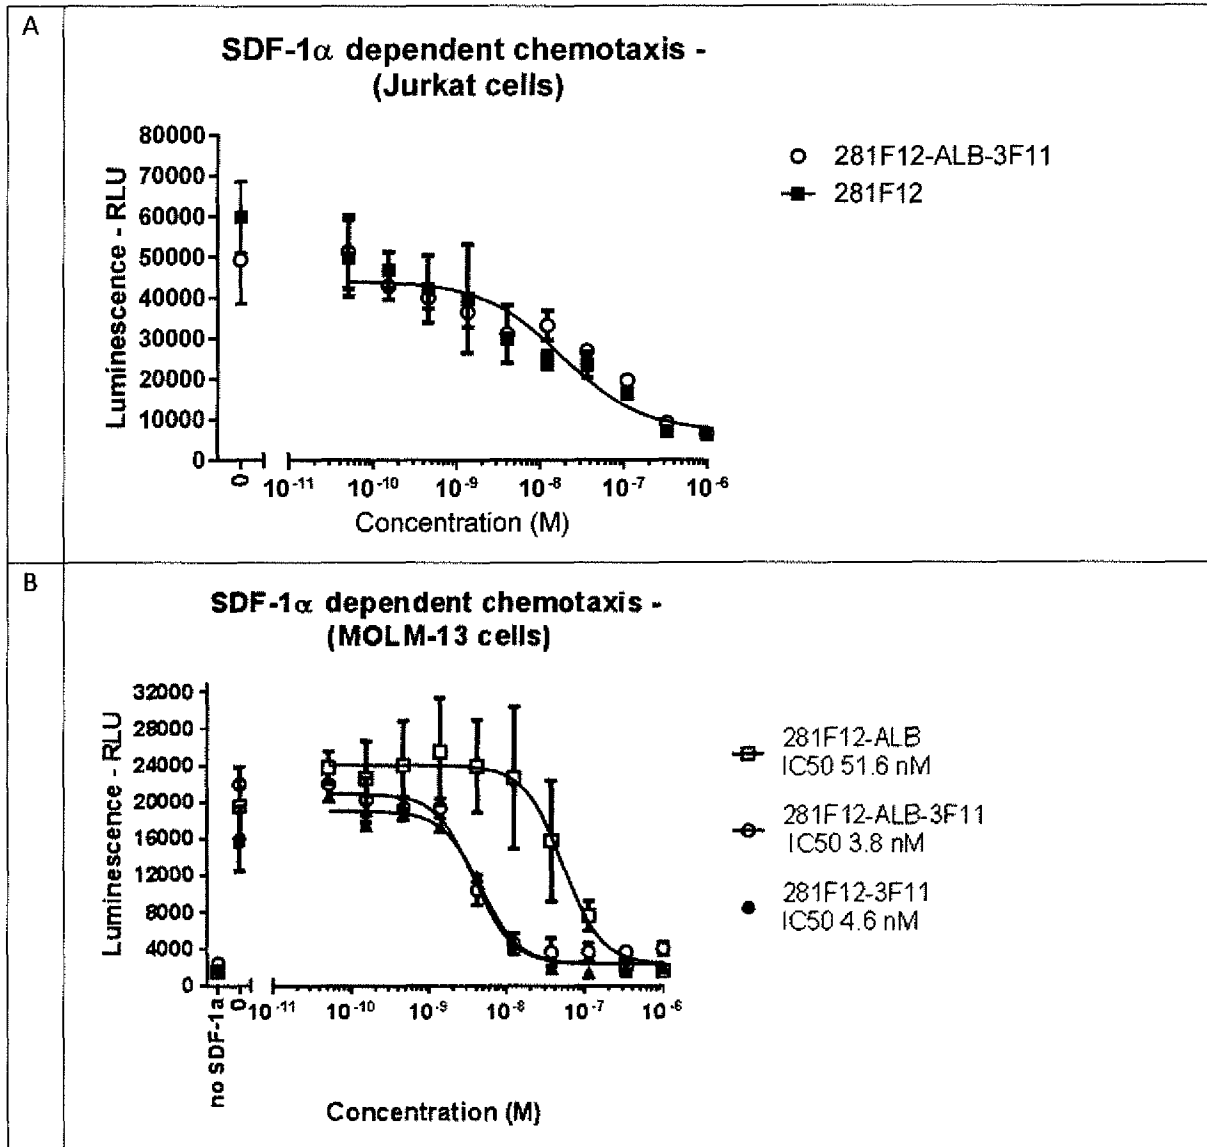 A
SDF-1α dependent chemotaxis -
(Jurkat cells)
Luminescence - RLU
80000
70000
60000
50000
40000
30000
20000
10000
0
0
10-11
10-10
10-9
10-8
10-7
10-6
Concentration (M)
281F12-ALB-3F11
281F12
B
SDF-1α dependent chemotaxis -
(MOLM-13 cells)
Luminescence - RLU
32000
28000
24000
20000
16000
12000
8000
4000
0
no SDF-1a
0
10-11
10-10
10-9
10-8
10-7
10-6
Concentration (M)
281F12-ALB
IC50 51.6 nM
281F12-ALB-3F11
IC50 3.8 nM
281F12-3F11
IC50 4.6 nM